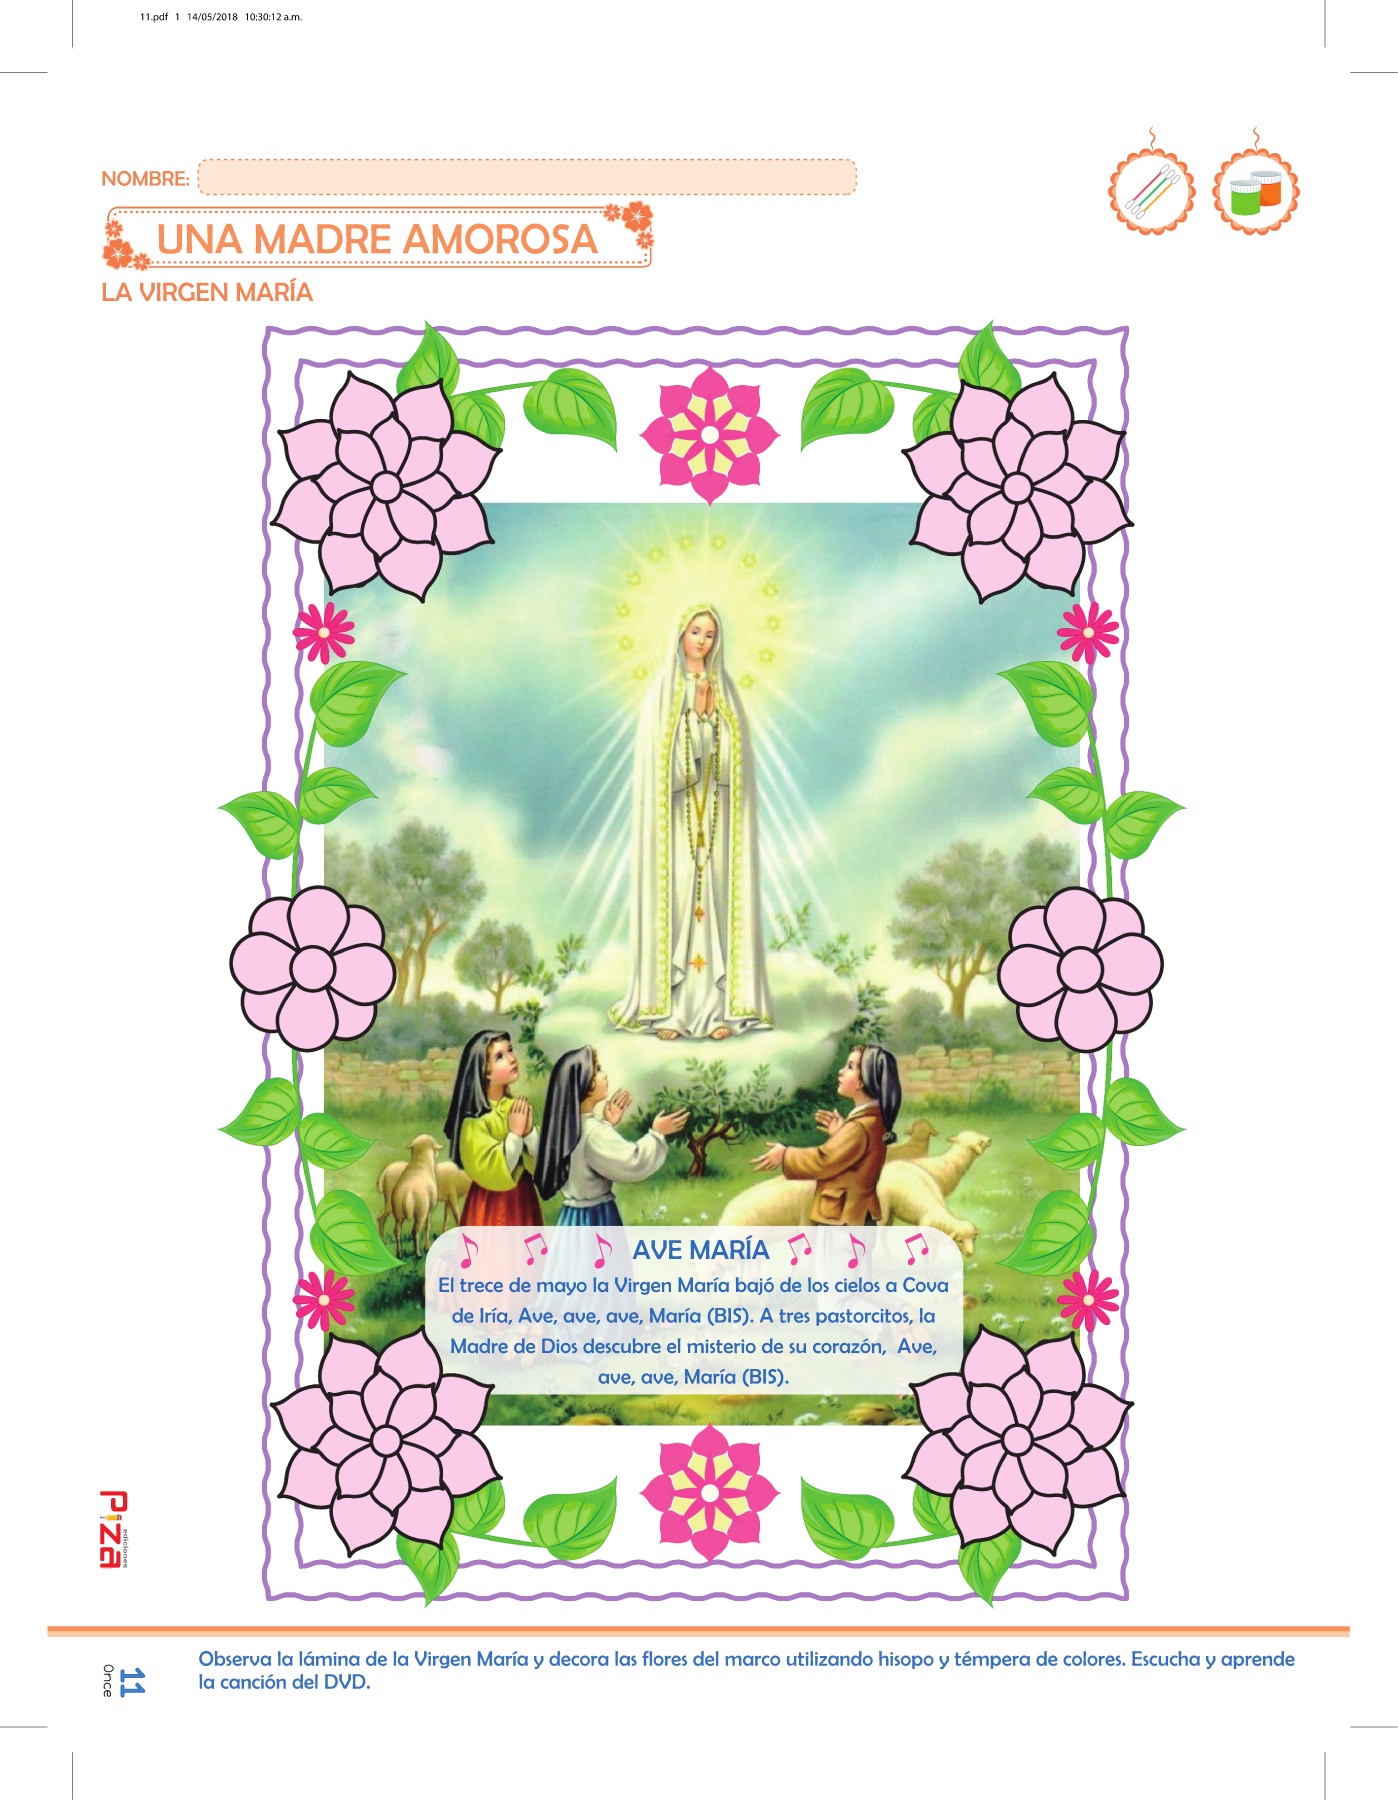 11.pdf 1 14/05/2018 10:30:12 a.m.
NOMBRE:
UNA MADRE AMOROSA
LA VIRGEN MARÍA
AVE MARÍA
El trece de mayo la Virgen María bajó de los cielos a Cova
de Iría, Ave, ave, ave, María (BIS). A tres pastorcitos, la
Madre de Dios descubre el misterio de su corazón, Ave,
ave, ave, María (BIS).
Piza
ediciones
11
Once
Observa la lámina de la Virgen María y decora las flores del marco utilizando hisopo y témpera de colores. Escucha y aprende
la canción del DVD.